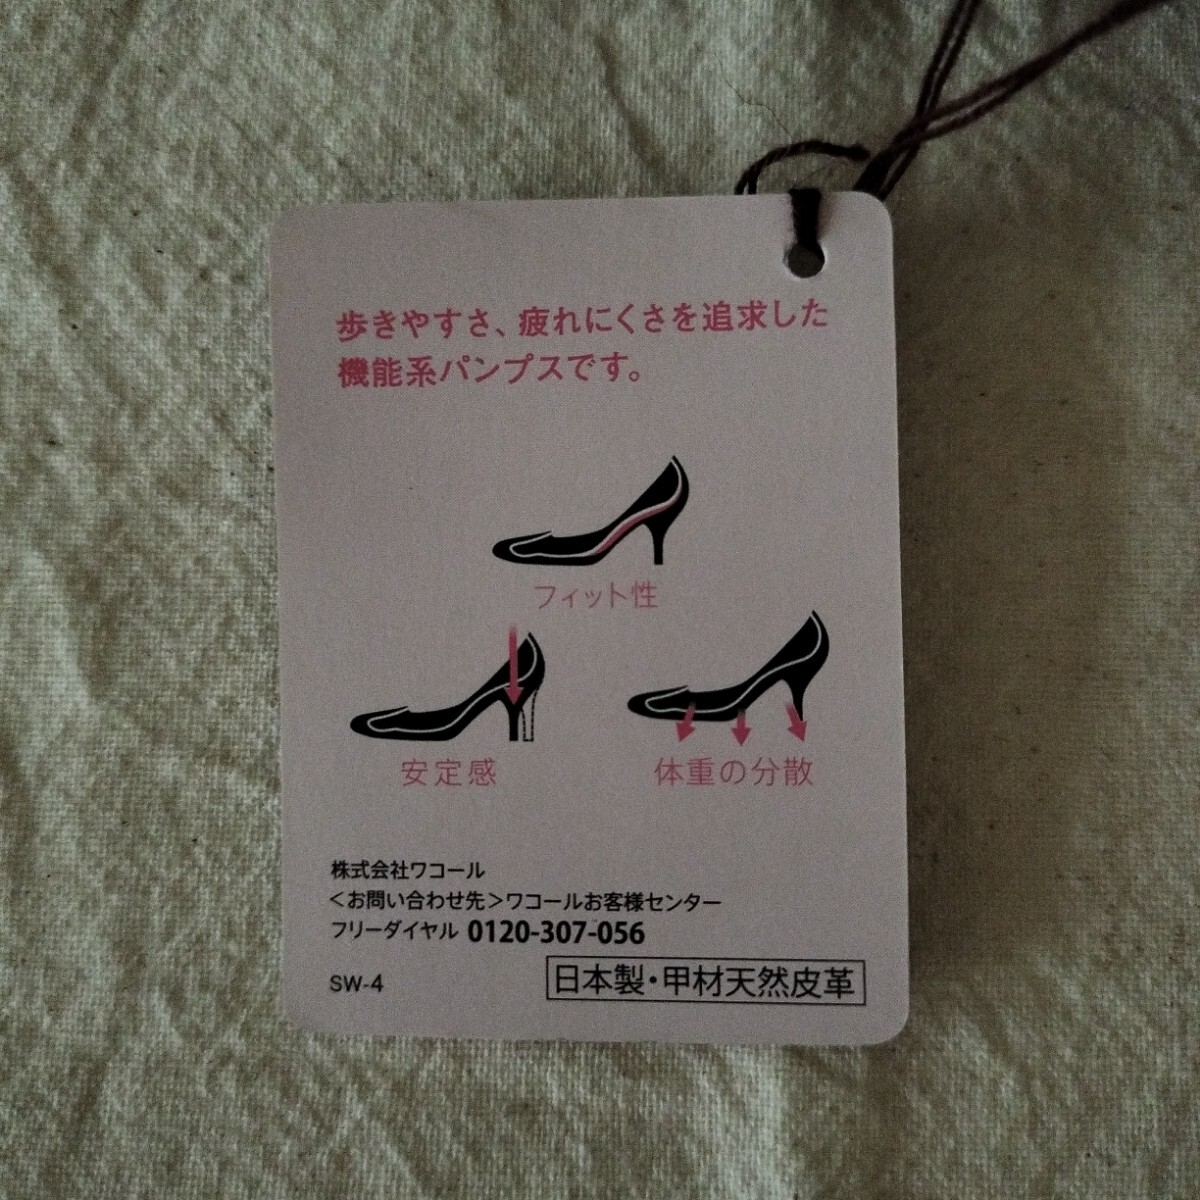 歩きやすさ、疲れにくさを追求した
機能系パンプスです。
フィット性
安定感
体重の分散
株式会社ワコール
＜お問い合わせ先＞ワコールお客様センター
フリーダイヤル 0120-307-056
SW-4
日本製・甲材天然皮革